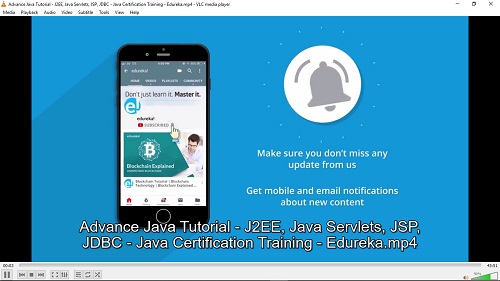 Advance Java Tutorial - J2EE, Java Servlets, JSP, JDBC - Java Certification Training - Edureka.mp4 - VLC media player
Media Playback Audio Video Subtitle Tools View Help
edureka!
HOME VIDEOS PLAYLISTS COMMUNITY
Don't just learn it. Master it.
edureka!
SUBSCRIBED
Blockchain Explained
Blockchain Tutorial | Blockchain
Technology | Blockchain Explained...
Make sure you don't miss any
update from us
Get mobile and email notifications
about new content
Advance Java Tutorial - J2EE, Java Servlets, JSP,
JDBC - Java Certification Training - Edureka.mp4
00:02
43:51